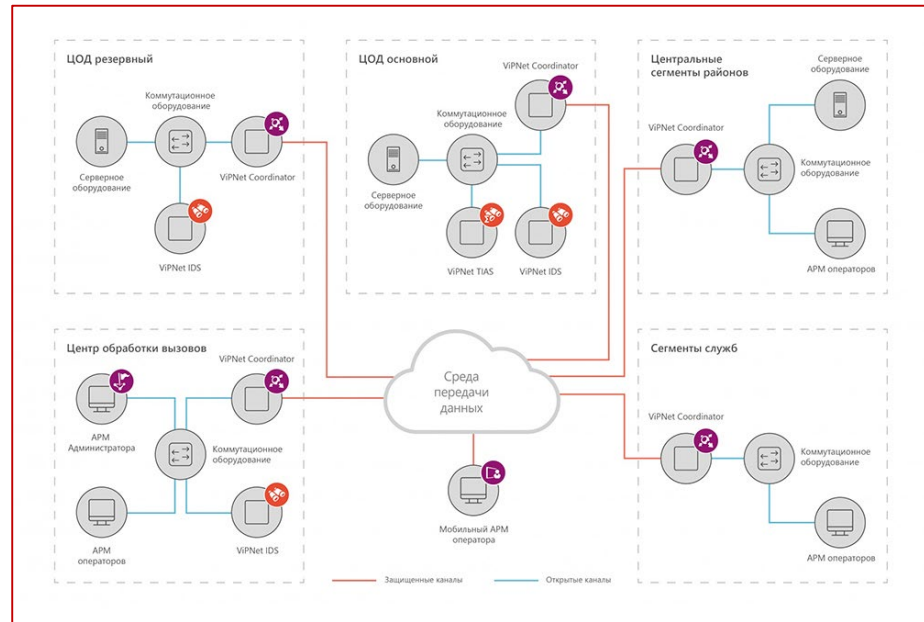 ЦОД резервный
Коммутационное
оборудование
Серверное
оборудование
ViPNet Coordinator
ViPNet IDS
ЦОД основной
ViPNet Coordinator
Коммутационное
оборудование
Серверное
оборудование
ViPNet TIAS
ViPNet IDS
Центральные
сегменты районов
Серверное
оборудование
ViPNet Coordinator
Коммутационное
оборудование
АРМ операторов
Центр обработки вызовов
ViPNet Coordinator
АРМ
Администратора
Коммутационное
оборудование
АРМ
операторов
ViPNet IDS
Среда
передачи
данных
Мобильный АРМ
оператора
Сегменты служб
ViPNet Coordinator
Коммутационное
оборудование
АРМ операторов
Защищенные каналы
Открытые каналы